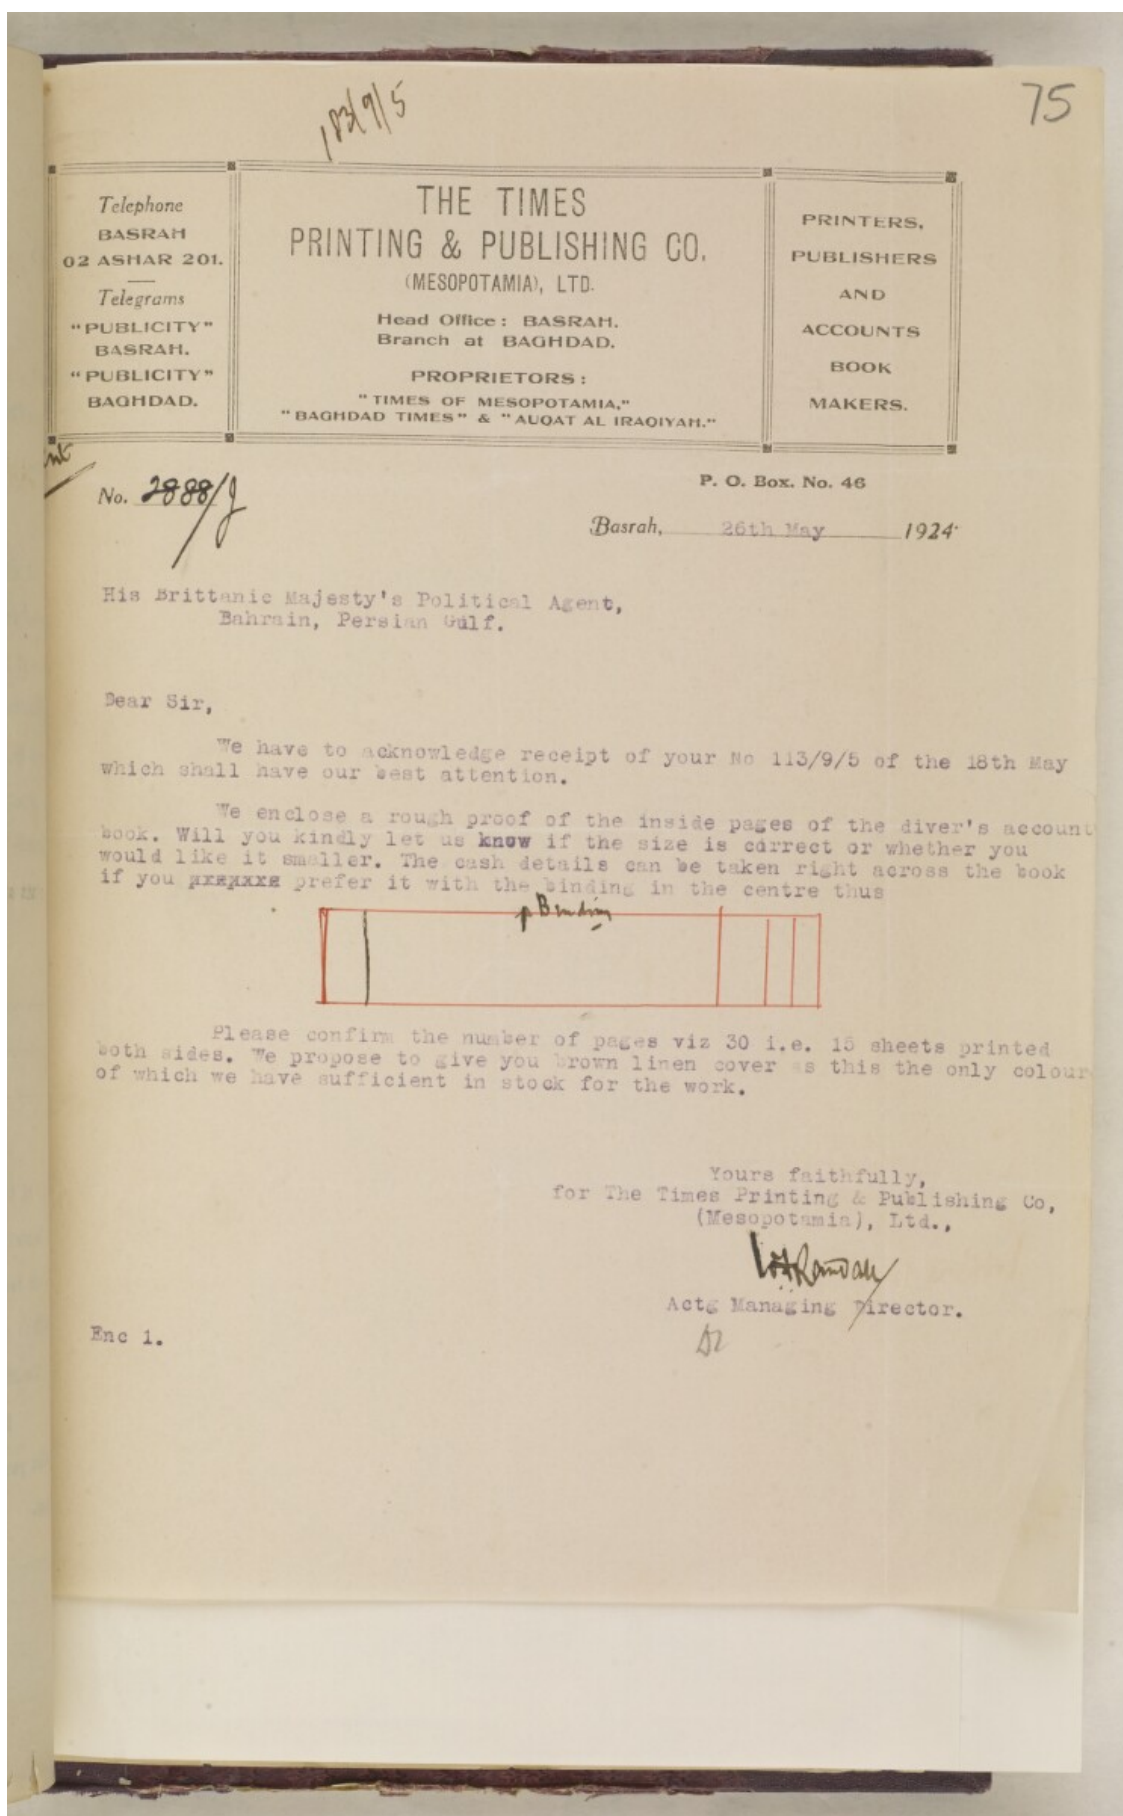 183/9/5
75
Telephone
BASRAH
02 ASHAR 201.
Telegrams
"PUBLICITY"
BASRAH.
"PUBLICITY"
BAGHDAD.
THE TIMES
PRINTING & PUBLISHING CO.
(MESOPOTAMIA), LTD.
Head Office: BASRAH.
Branch at BAGHDAD.
PROPRIETORS:
"TIMES OF MESOPOTAMIA,"
"BAGHDAD TIMES" & "AUQAT AL IRAQIYAH."
PRINTERS,
PUBLISHERS
AND
ACCOUNTS
BOOK
MAKERS.
No. 2888/J
P. O. Box. No. 46
Basrah, 26th May 1924.
His Brittanic Majesty's Political Agent,
Bahrain, Persian Gulf.
Dear Sir,
We have to acknowledge receipt of your No 113/9/5 of the 18th May
which shall have our best attention.
We enclose a rough proof of the inside pages of the diver's account
book. Will you kindly let us know if the size is correct or whether you
would like it smaller. The cash details can be taken right across the book
if you prefer it with the binding in the centre thus
Binding
Please confirm the number of pages viz 30 i.e. 15 sheets printed
both sides. We propose to give you brown linen cover as this the only colour
of which we have sufficient in stock for the work.
Yours faithfully,
for The Times Printing & Publishing Co,
(Mesopotamia), Ltd.,
Randall
Actg Managing Director.
Enc 1.